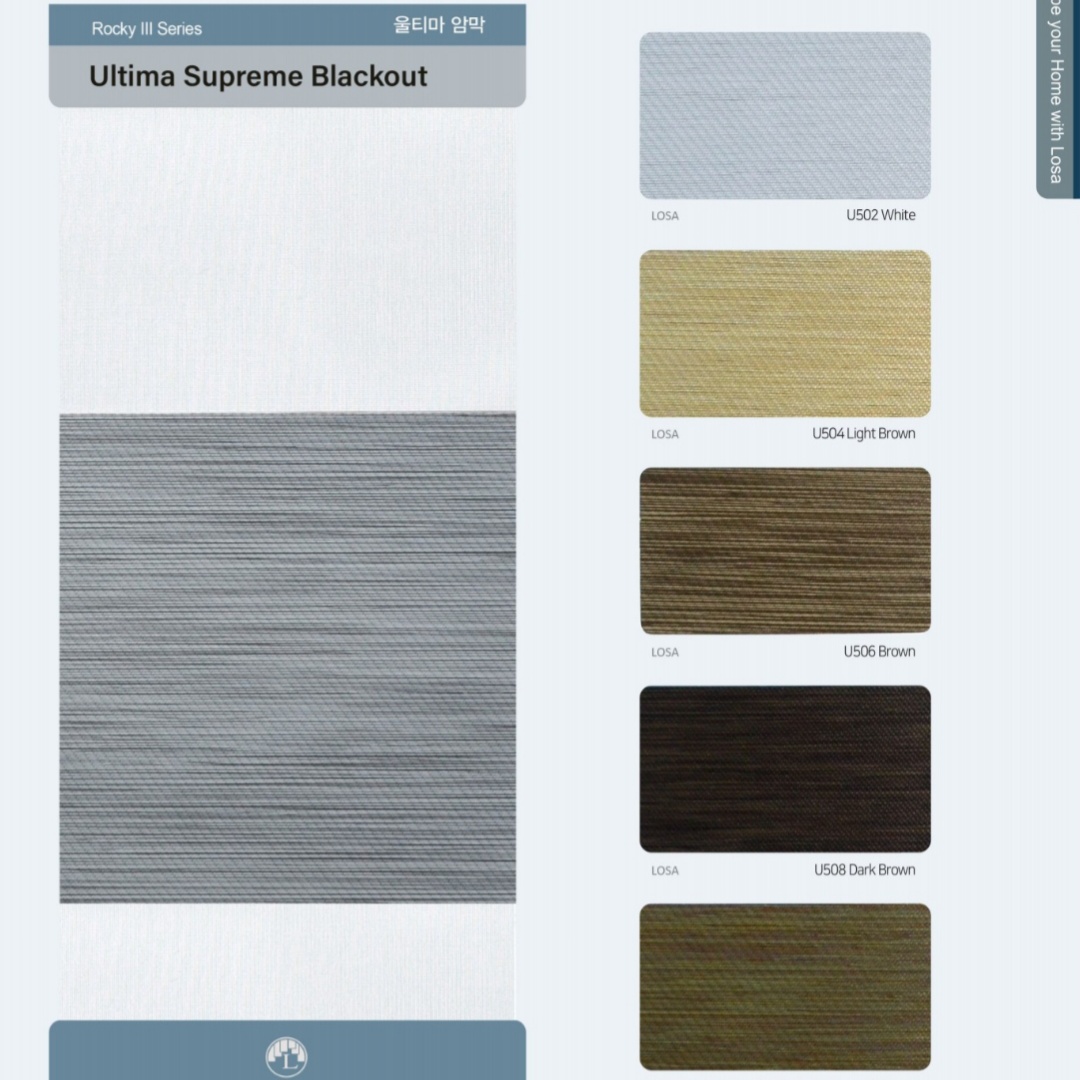 Rocky III Series
울티마 암막
Ultima Supreme Blackout
L
LOSA
U502 White
LOSA
U504 Light Brown
LOSA
U506 Brown
LOSA
U508 Dark Brown
your Home with Losa